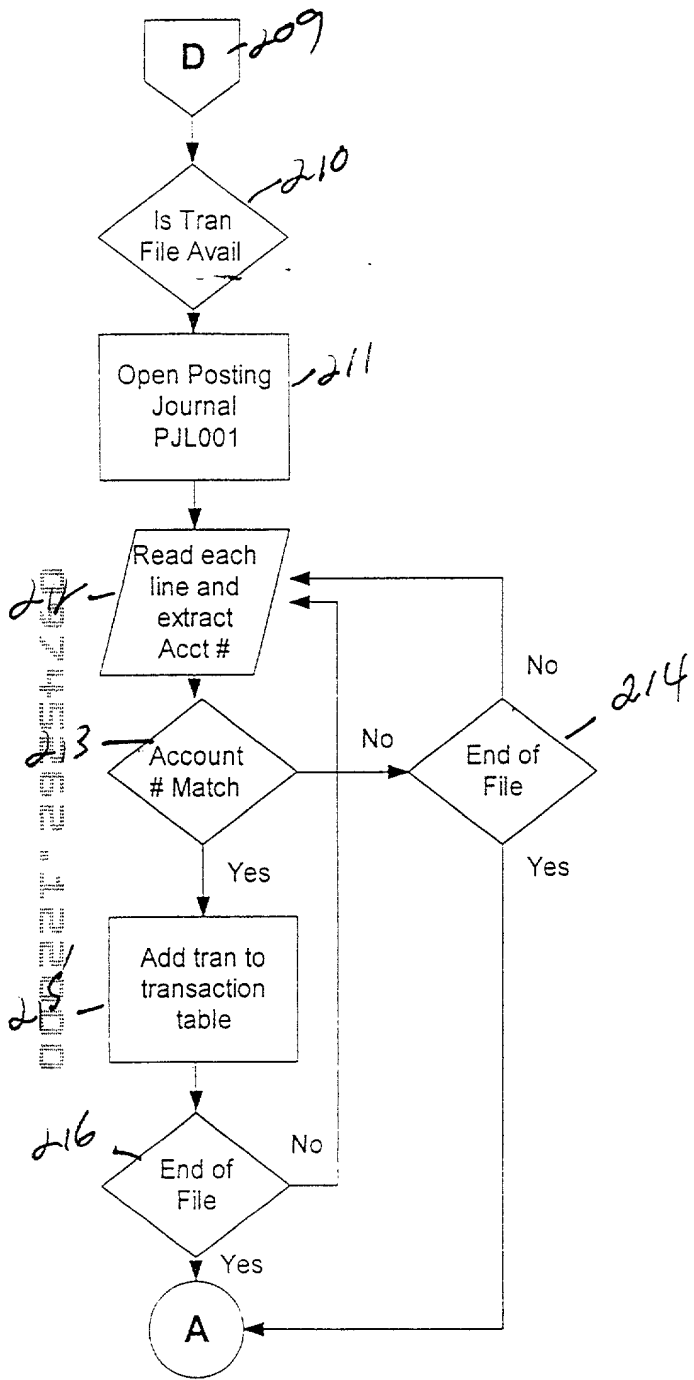 D
209
210
Is Tran
File Avail
211
Open Posting
Journal
PJL001
Read each
line and
extract
Acct #
212
213
Account
# Match
No
Yes
214
End of
File
No
Yes
215
Add tran to
transaction
table
216
End of
File
No
Yes
A